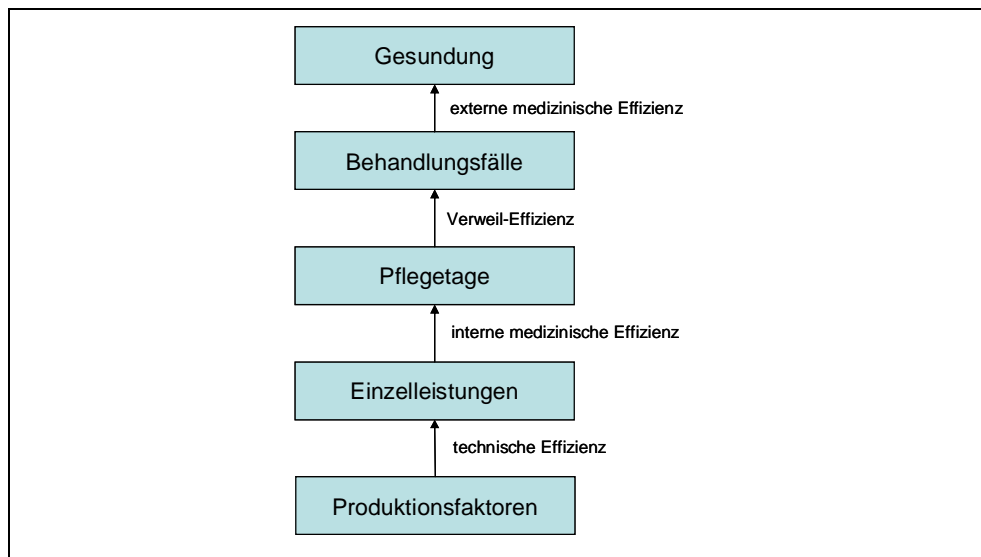 Gesundung
externe medizinische Effizienz
Behandlungsfälle
Verweil-Effizienz
Pflegetage
interne medizinische Effizienz
Einzelleistungen
technische Effizienz
Produktionsfaktoren